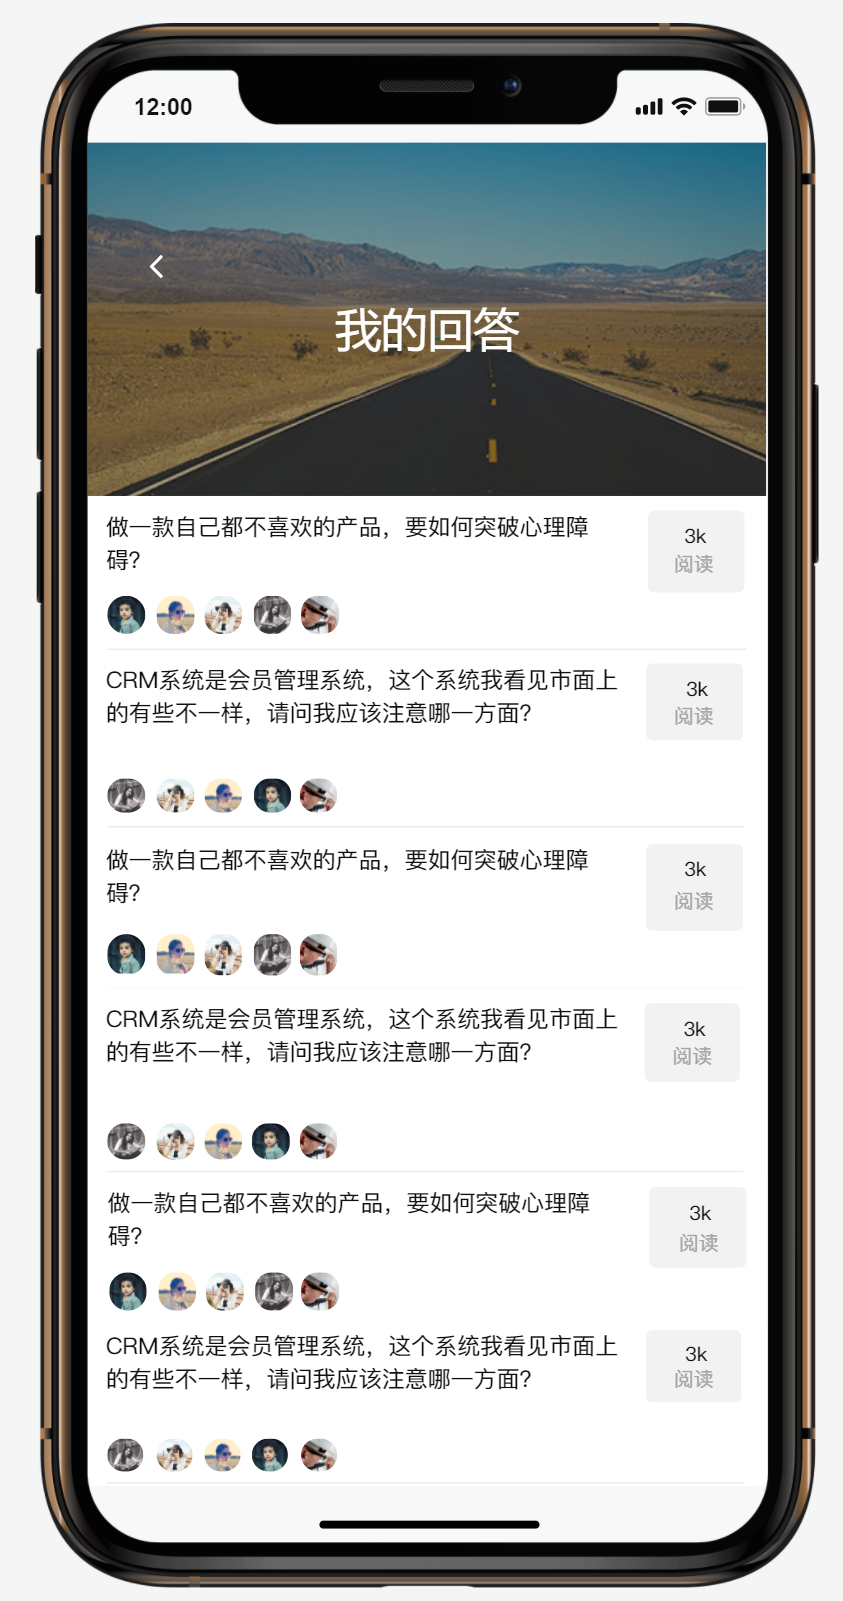 12:00
我的回答
做一款自己都不喜欢的产品，要如何突破心理障
碍？
3k
阅读
CRM系统是会员管理系统，这个系统我看见市面上
的有些不一样，请问我应该注意哪一方面？
3k
阅读
做一款自己都不喜欢的产品，要如何突破心理障
碍？
3k
阅读
CRM系统是会员管理系统，这个系统我看见市面上
的有些不一样，请问我应该注意哪一方面？
3k
阅读
做一款自己都不喜欢的产品，要如何突破心理障
碍？
3k
阅读
CRM系统是会员管理系统，这个系统我看见市面上
的有些不一样，请问我应该注意哪一方面？
3k
阅读